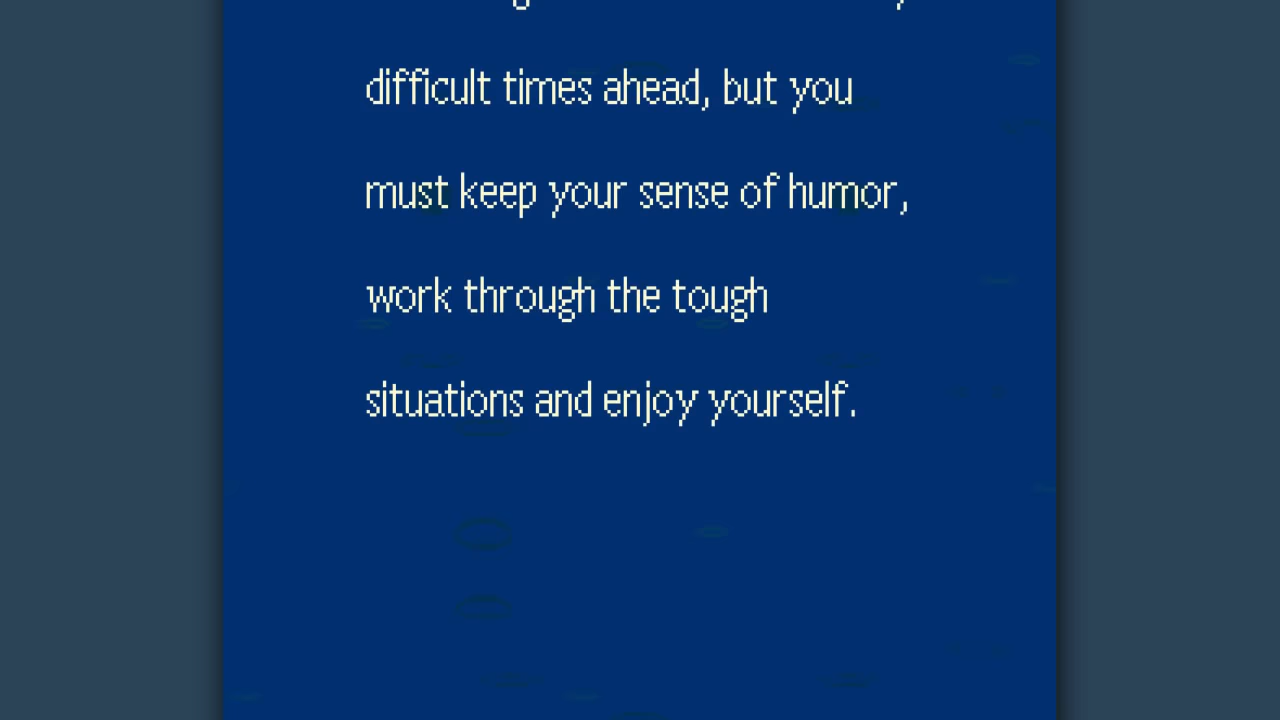 difficult times ahead, but you
must keep your sense of humor,
work through the tough
situations and enjoy yourself.